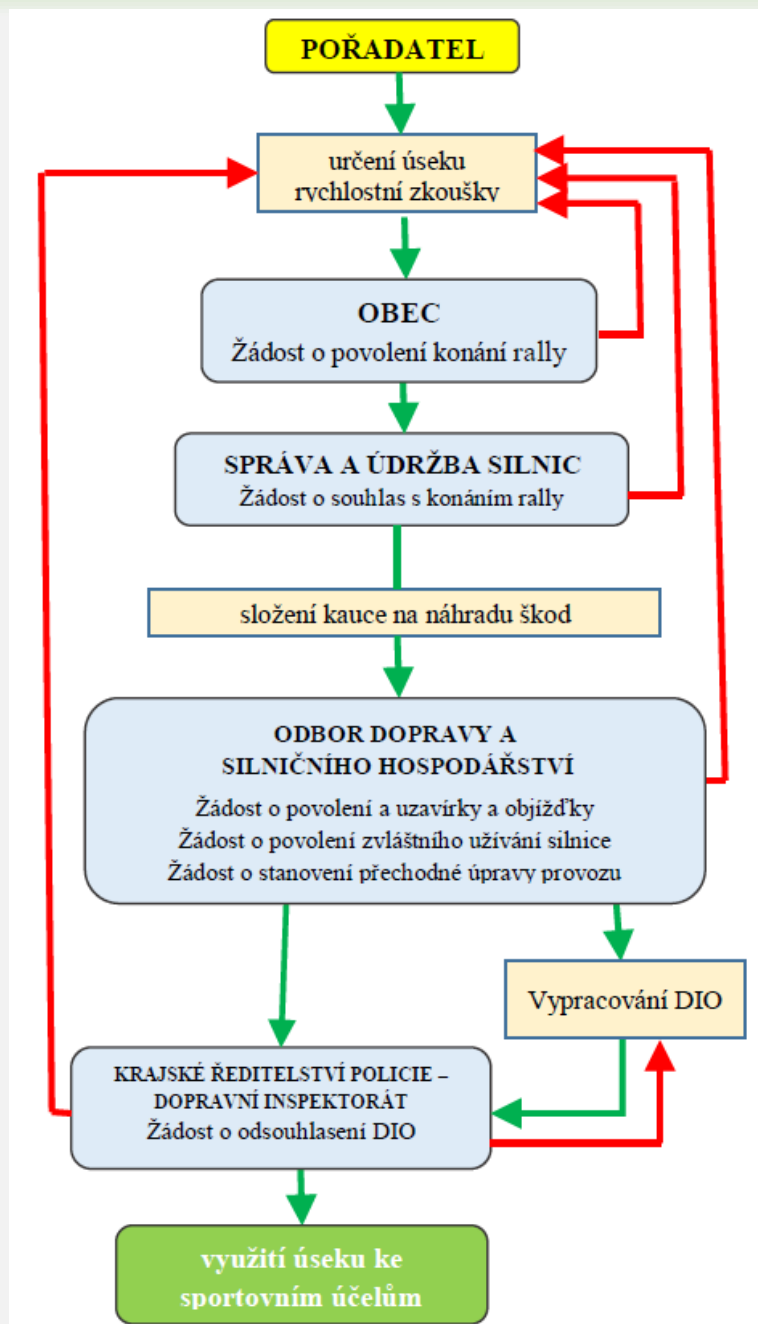 POŘADATEL
určení úseku
rychlostní zkoušky
OBEC
Žádost o povolení konání rally
SPRÁVA A ÚDRŽBA SILNIC
Žádost o souhlas s konáním rally
složení kauce na náhradu škod
ODBOR DOPRAVY A
SILNIČNÍHO HOSPODÁŘSTVÍ
Žádost o povolení a uzavírky a objížďky
Žádost o povolení zvláštního užívání silnice
Žádost o stanovení přechodné úpravy provozu
Vypracování DIO
KRAJSKÉ ŘEDITELSTVÍ POLICIE –
DOPRAVNÍ INSPEKTORÁT
Žádost o odsouhlasení DIO
využití úseku ke
sportovním účelům